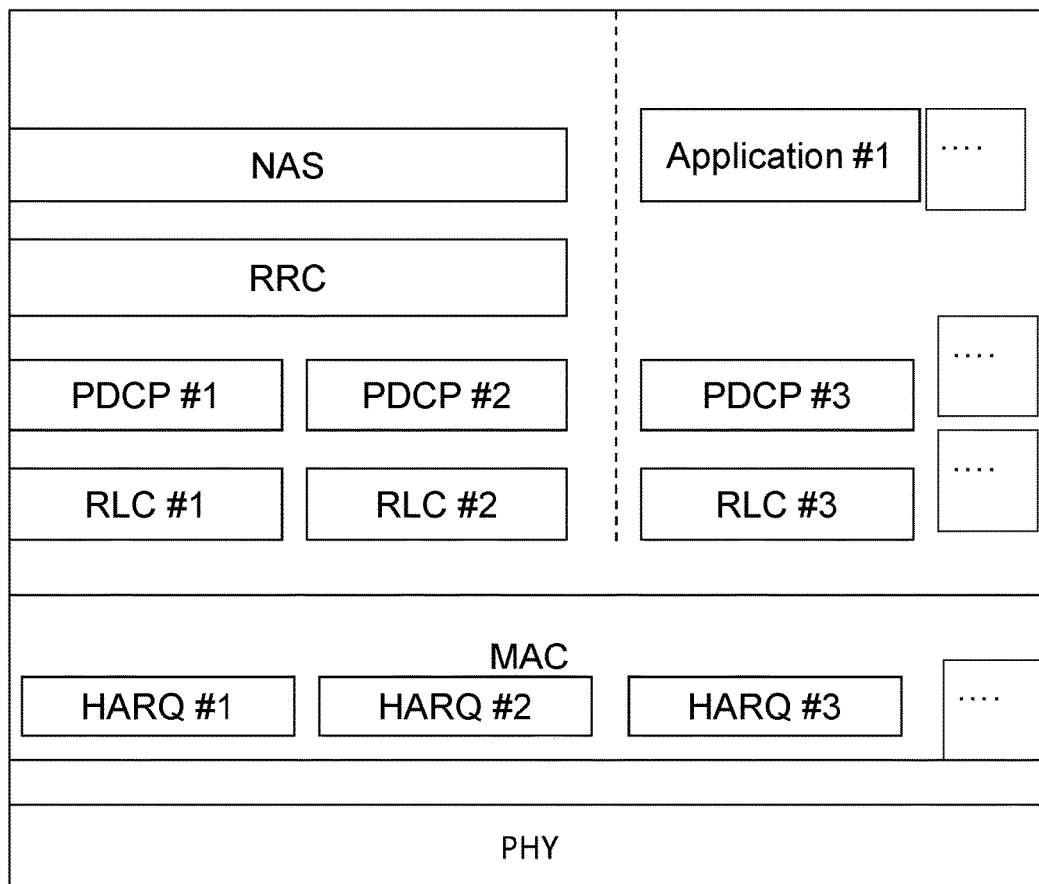 NAS
Application #1
....
RRC
....
PDCP #1
PDCP #2
PDCP #3
....
RLC #1
RLC #2
RLC #3
MAC
HARQ #1
HARQ #2
HARQ #3
....
PHY